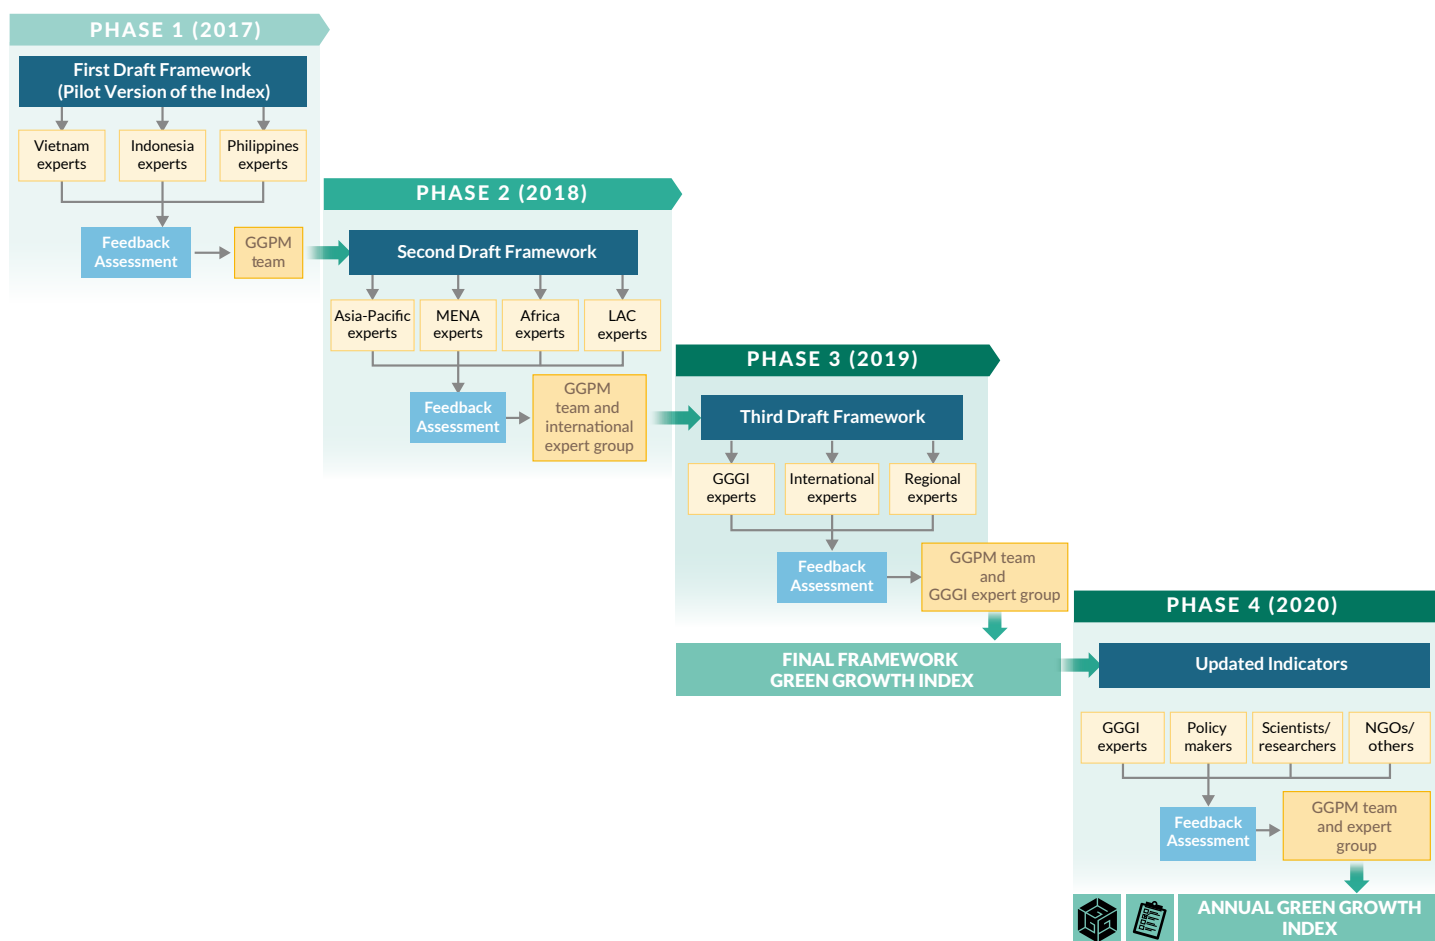 PHASE 1 (2017)
First Draft Framework
(Pilot Version of the Index)
Vietnam
experts
Indonesia
experts
Philippines
experts
Feedback
Assessment
GGPM
team
PHASE 2 (2018)
Second Draft Framework
Asia-Pacific
experts
MENA
experts
Africa
experts
LAC
experts
Feedback
Assessment
GGPM
team and
international
expert group
PHASE 3 (2019)
Third Draft Framework
GGGI
experts
International
experts
Regional
experts
Feedback
Assessment
GGPM team
and
GGGI expert group
FINAL FRAMEWORK
GREEN GROWTH INDEX
PHASE 4 (2020)
Updated Indicators
GGGI
experts
Policy
makers
Scientists/
researchers
NGOs/
others
Feedback
Assessment
GGPM team
and expert
group
ANNUAL GREEN GROWTH
INDEX